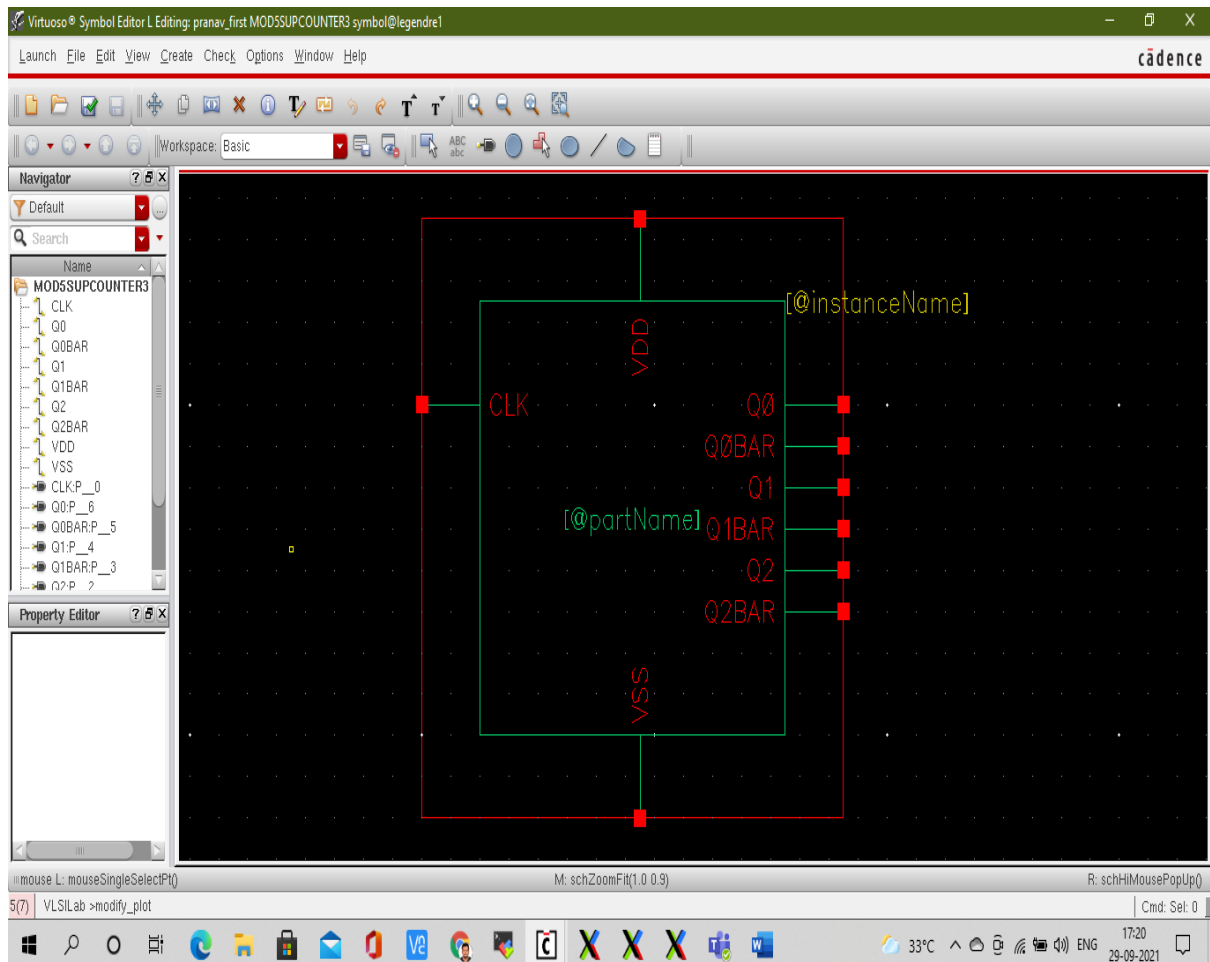 Virtuoso® Symbol Editor L Editing: pranav_first MOD5SUPCOUNTER3 symbol@legendre1
Launch File Edit View Create Check Options Window Help
cādence
Workspace: Basic
ABC
abc
Navigator
Default
Search
Name
MOD5SUPCOUNTER3
CLK
Q0
Q0BAR
Q1
Q1BAR
Q2
Q2BAR
VDD
VSS
CLK:P__0
Q0:P__6
Q0BAR:P__5
Q1:P__4
Q1BAR:P__3
Q2:P__2
Property Editor
[@instanceName]
VDD
CLK
Q0
Q0BAR
Q1
[@partName]
Q1BAR
Q2
Q2BAR
VSS
mouse L: mouseSingleSelectPt()
M: schZoomFit(1.0 0.9)
R: schHiMousePopUp()
5(7) VLSILab >modify_plot
Cmd: Sel: 0
33°C ENG 17:20
29-09-2021